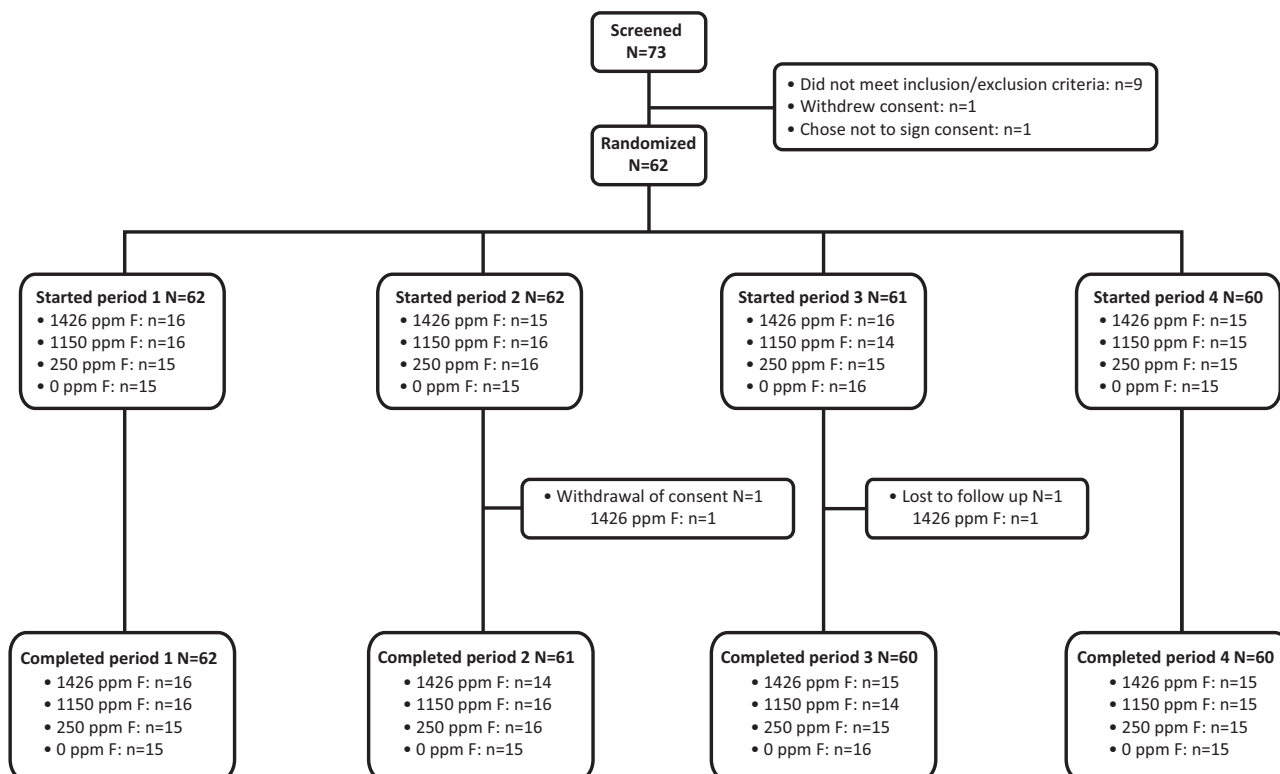 Screened
N=73
• Did not meet inclusion/exclusion criteria: n=9
• Withdrew consent: n=1
• Chose not to sign consent: n=1
Randomized
N=62
Started period 1 N=62
• 1426 ppm F: n=16
• 1150 ppm F: n=16
• 250 ppm F: n=15
• 0 ppm F: n=15
Started period 2 N=62
• 1426 ppm F: n=15
• 1150 ppm F: n=16
• 250 ppm F: n=16
• 0 ppm F: n=15
Started period 3 N=61
• 1426 ppm F: n=16
• 1150 ppm F: n=14
• 250 ppm F: n=15
• 0 ppm F: n=16
Started period 4 N=60
• 1426 ppm F: n=15
• 1150 ppm F: n=15
• 250 ppm F: n=15
• 0 ppm F: n=15
• Withdrawal of consent N=1
1426 ppm F: n=1
• Lost to follow up N=1
1426 ppm F: n=1
Completed period 1 N=62
• 1426 ppm F: n=16
• 1150 ppm F: n=16
• 250 ppm F: n=15
• 0 ppm F: n=15
Completed period 2 N=61
• 1426 ppm F: n=14
• 1150 ppm F: n=16
• 250 ppm F: n=16
• 0 ppm F: n=15
Completed period 3 N=60
• 1426 ppm F: n=15
• 1150 ppm F: n=14
• 250 ppm F: n=15
• 0 ppm F: n=16
Completed period 4 N=60
• 1426 ppm F: n=15
• 1150 ppm F: n=15
• 250 ppm F: n=15
• 0 ppm F: n=15